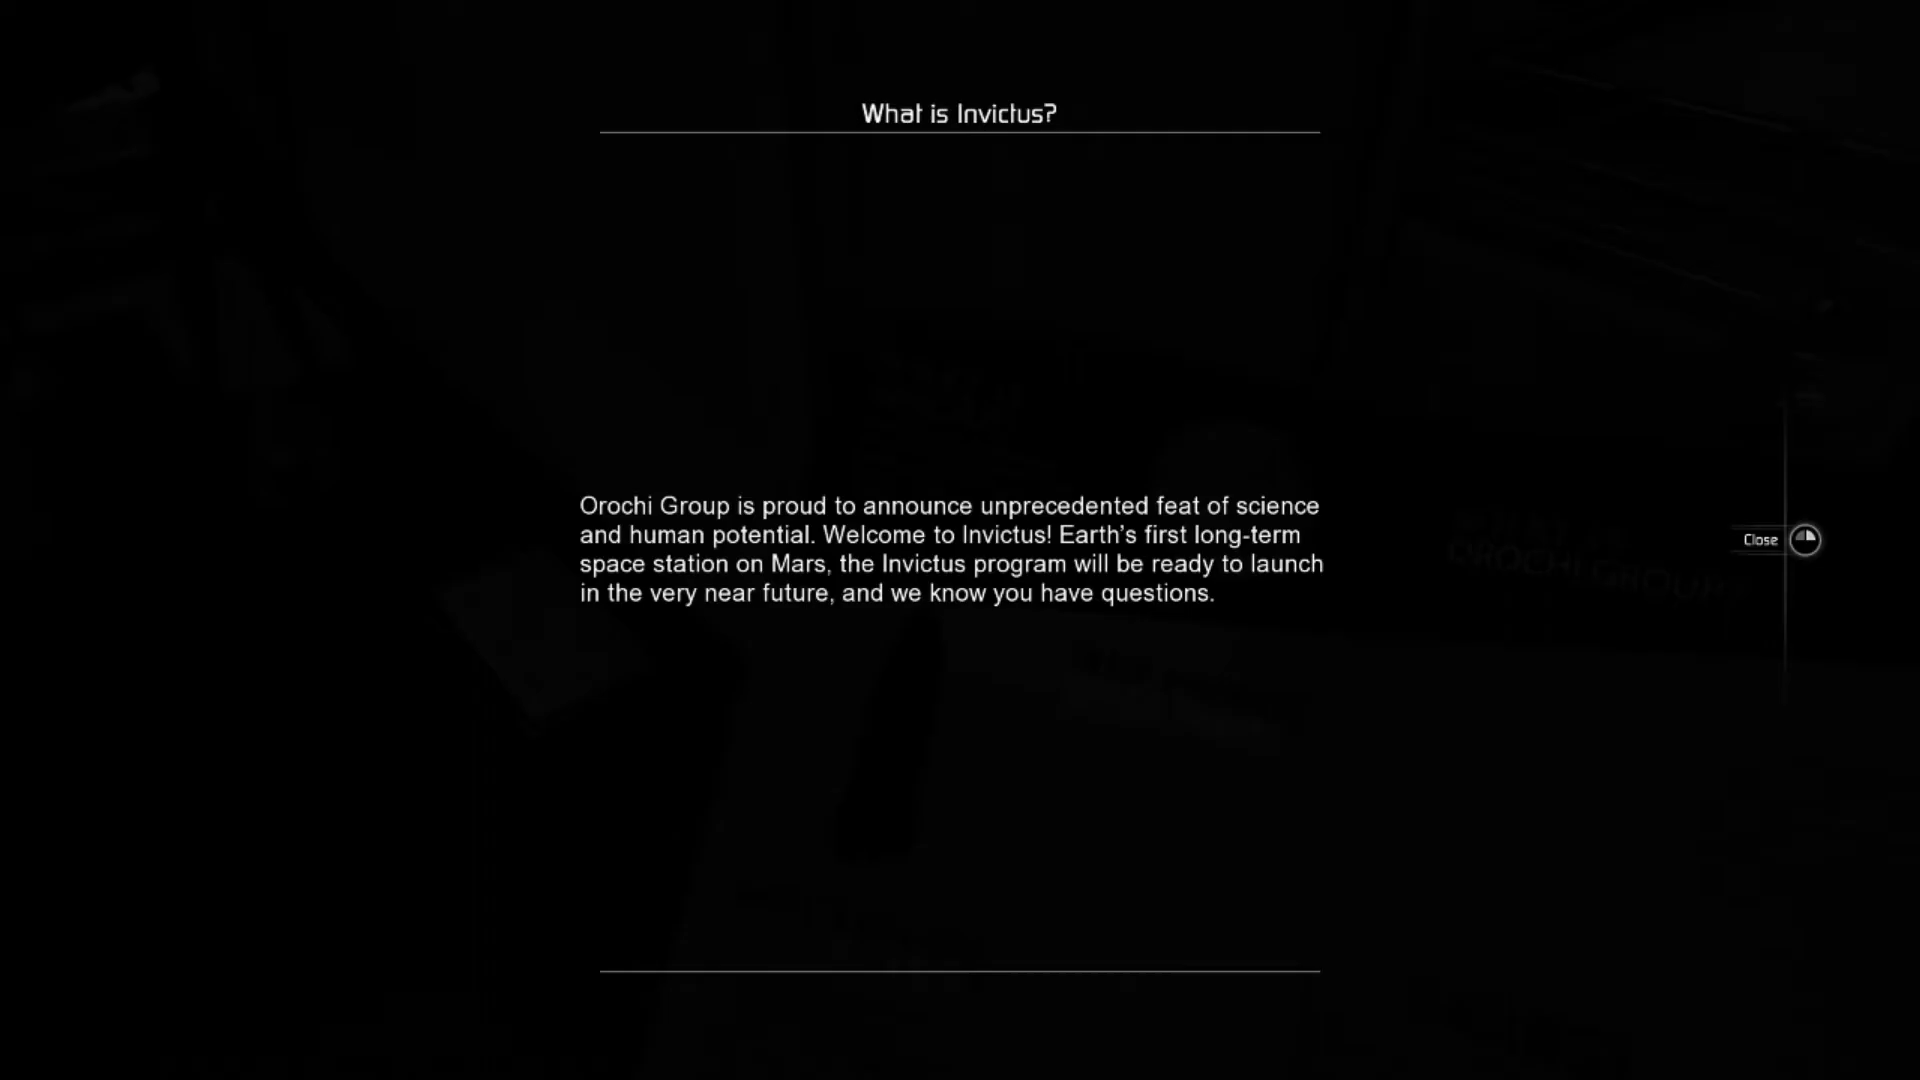 What is Invictus?
Orochi Group is proud to announce unprecedented feat of science
and human potential. Welcome to Invictus! Earth’s first long-term
space station on Mars, the Invictus program will be ready to launch
in the very near future, and we know you have questions.
Close
OROCHI GROUP